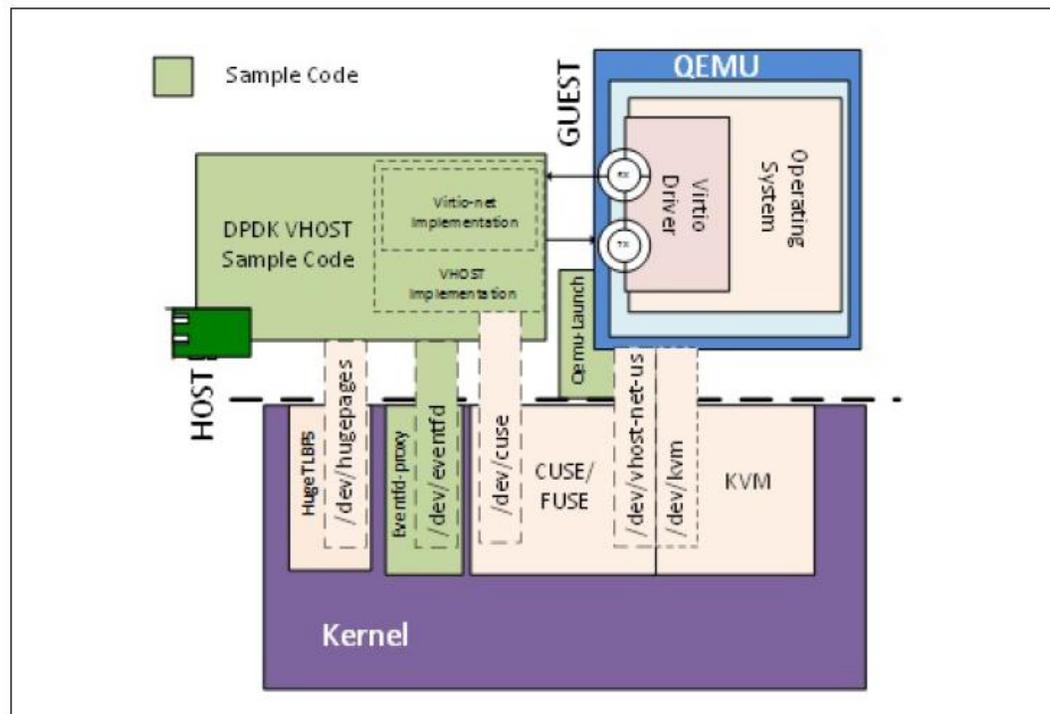 Sample Code
GUEST
QEMU
Operating
System
Virtio
Driver
RX
TX
DPDK VHOST
Sample Code
Virtio-net
Implementation
VHOST
Implementation
Qemu-Launch
HOST
HugeTLBFS
/dev/hugepages
Eventfd-proxy
/dev/eventfd
/dev/cuse
CUSE/
FUSE
/dev/vhost-net-us
/dev/kvm
KVM
Kernel